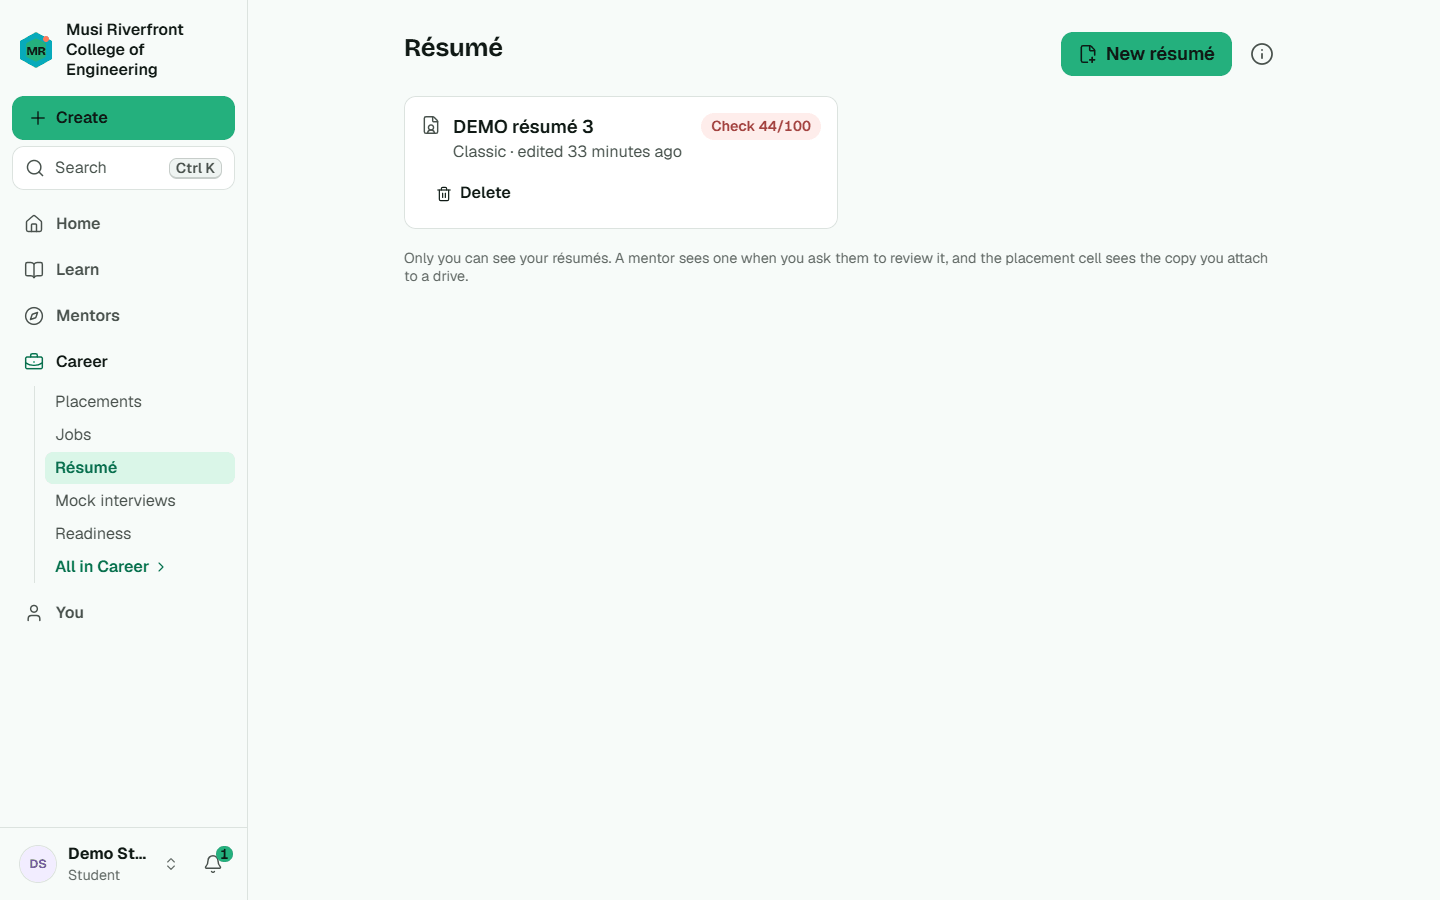 MR
Musi Riverfront
College of
Engineering
Create
Search Ctrl K
Home
Learn
Mentors
Career
Placements
Jobs
Résumé
Mock interviews
Readiness
All in Career
You
DS
Demo St...
Student
1
Résumé
New résumé
DEMO résumé 3
Check 44/100
Classic · edited 33 minutes ago
Delete
Only you can see your résumés. A mentor sees one when you ask them to review it, and the placement cell sees the copy you attach
to a drive.